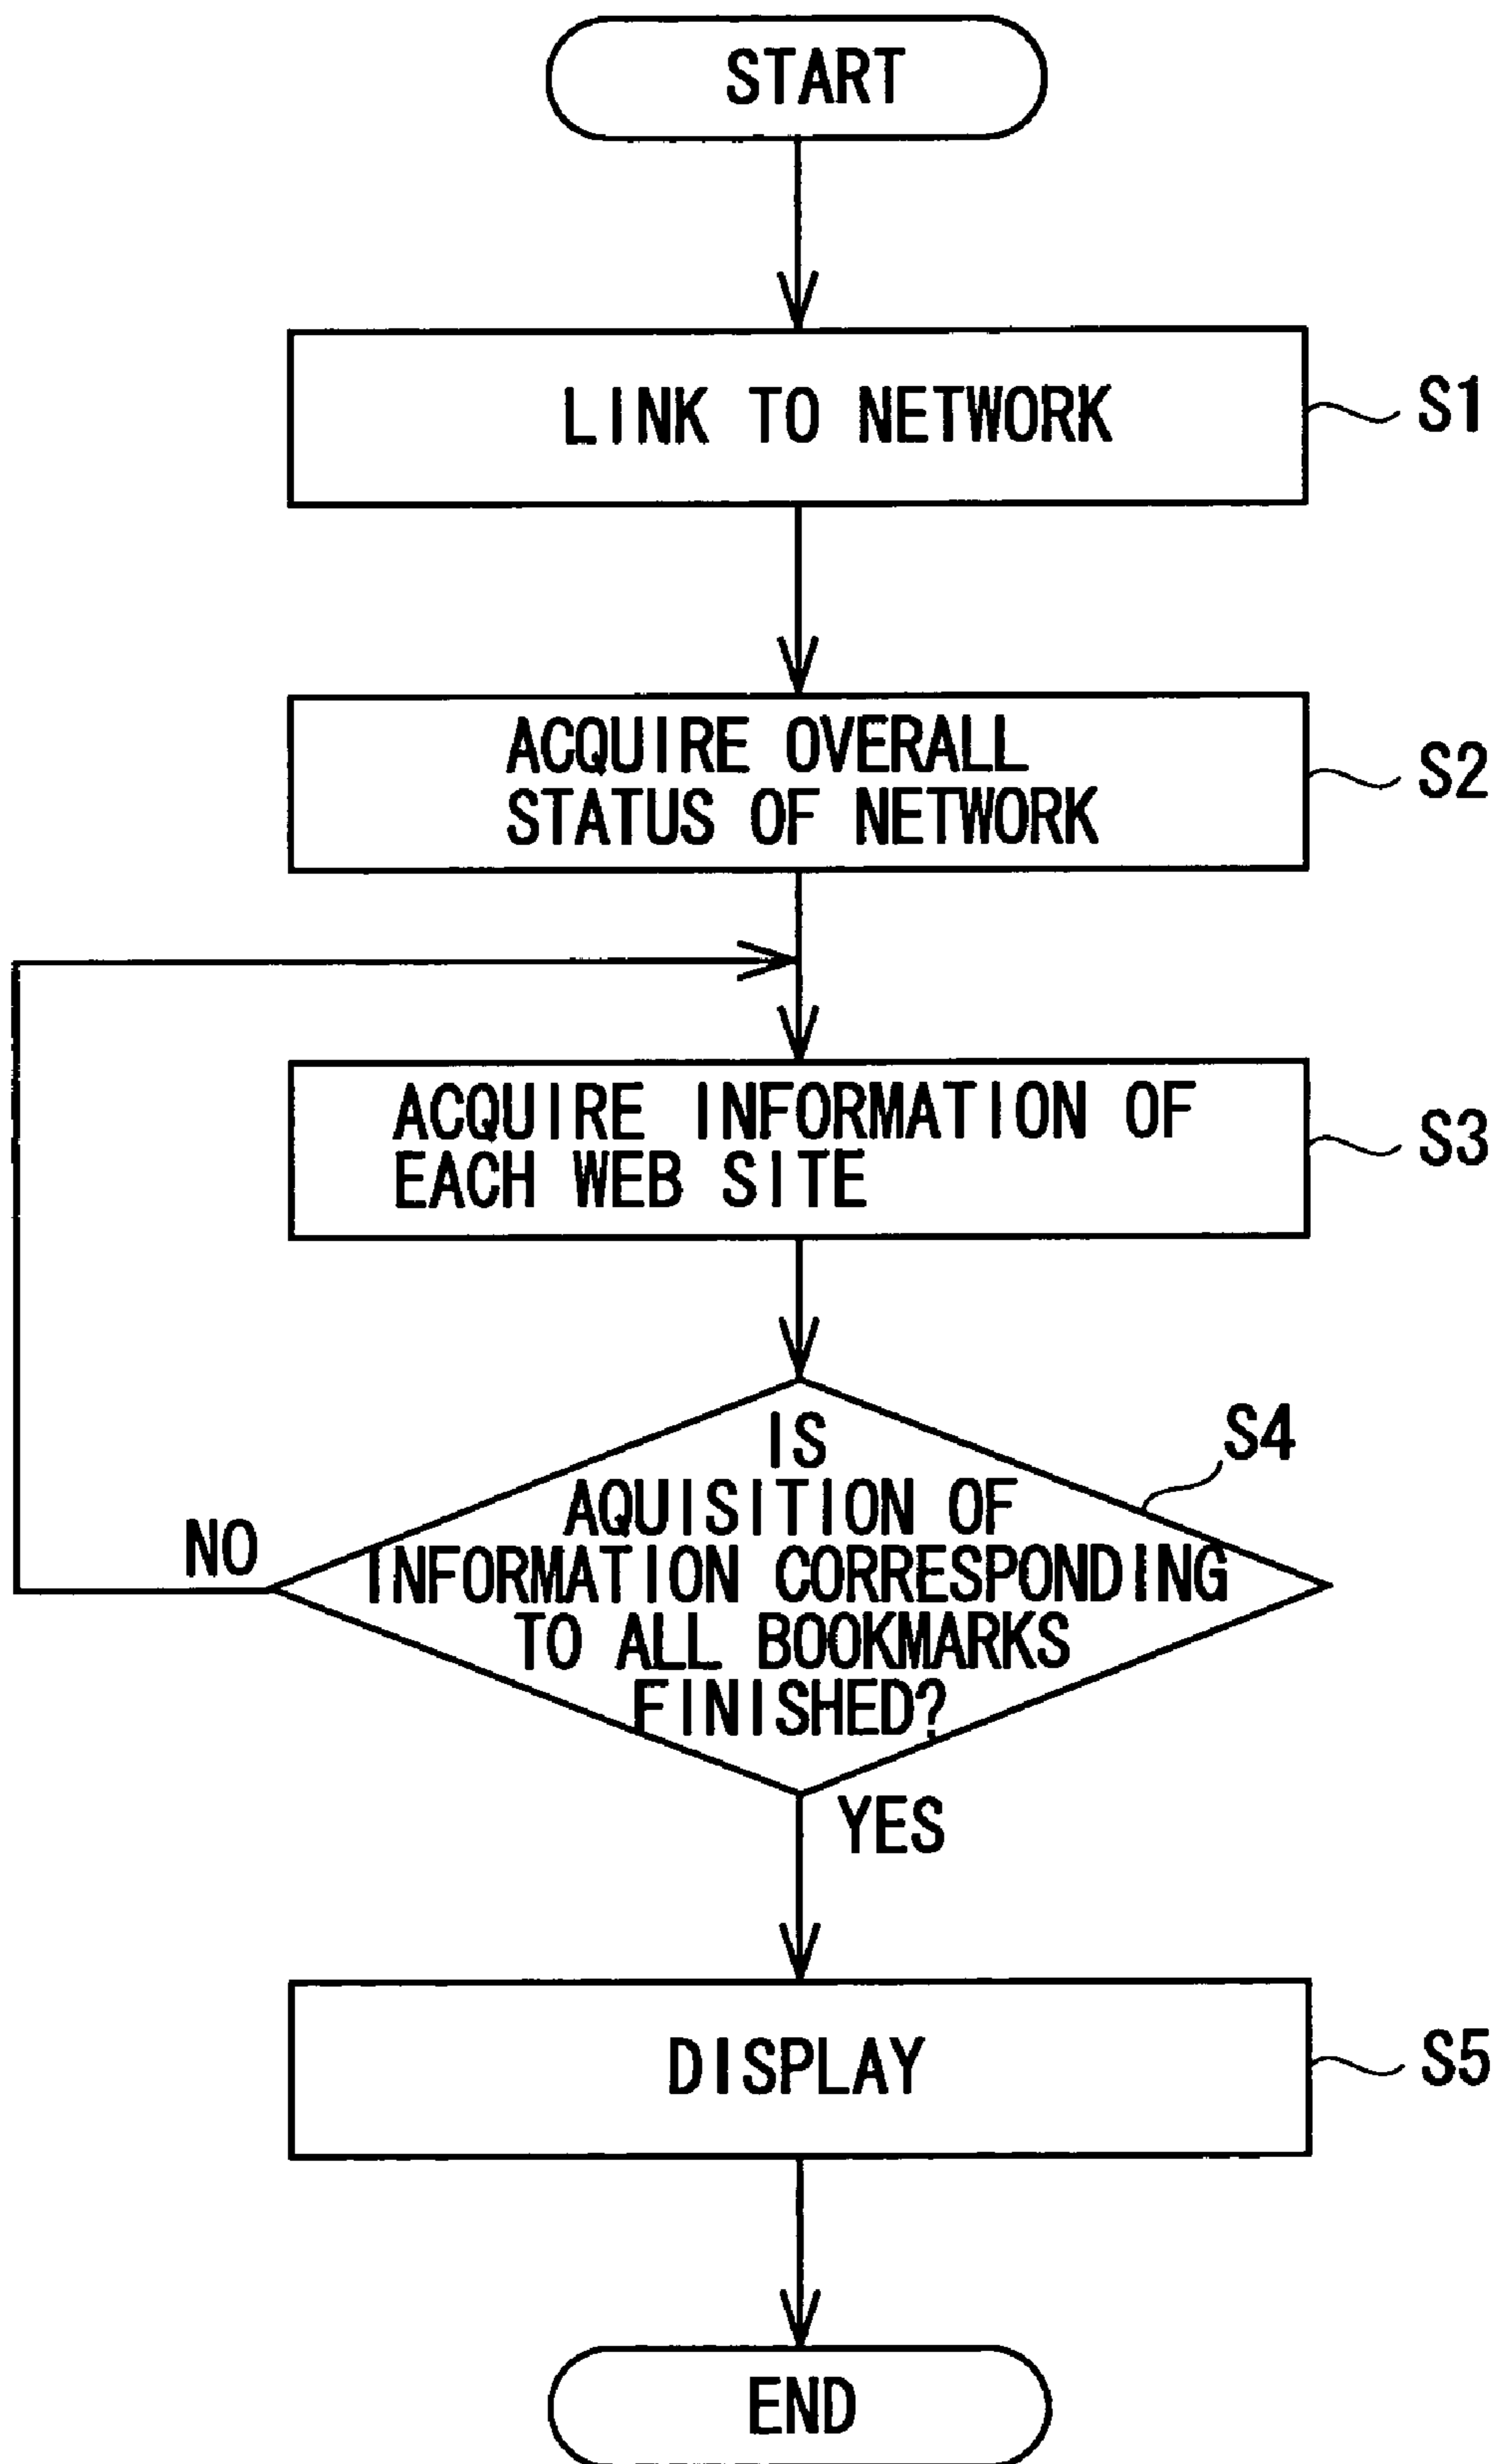 START
LINK TO NETWORK
S1
ACQUIRE OVERALL
STATUS OF NETWORK
S2
ACQUIRE INFORMATION OF
EACH WEB SITE
S3
IS
AQUISITION OF
INFORMATION CORRESPONDING
TO ALL BOOKMARKS
FINISHED?
S4
NO
YES
DISPLAY
S5
END